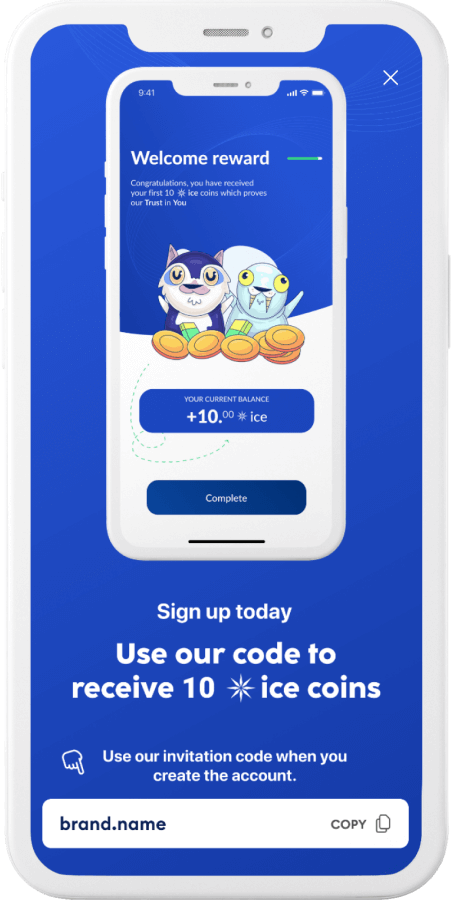 9:41
Welcome reward
Congratulations, you have received
your first 10 ice coins which proves
our Trust in You
YOUR CURRENT BALANCE
+10.00 ice
Complete
Sign up today
Use our code to
receive 10 ice coins
Use our invitation code when you
create the account.
brand.name COPY